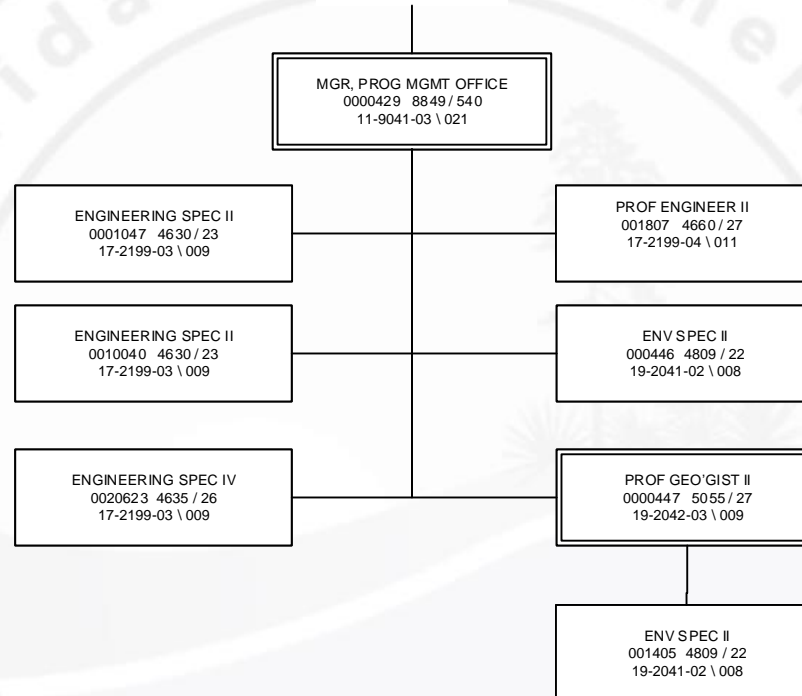 MGR, PROG MGMT OFFICE
0000429 8849 / 540
11-9041-03 \ 021
ENGINEERING SPEC II
0001047 4630 / 23
17-2199-03 \ 009
PROF ENGINEER II
001807 4660 / 27
17-2199-04 \ 011
ENGINEERING SPEC II
0010040 4630 / 23
17-2199-03 \ 009
ENV SPEC II
000446 4809 / 22
19-2041-02 \ 008
ENGINEERING SPEC IV
0020623 4635 / 26
17-2199-03 \ 009
PROF GEO'GIST II
0000447 5055 / 27
19-2042-03 \ 009
ENV SPEC II
001405 4809 / 22
19-2041-02 \ 008